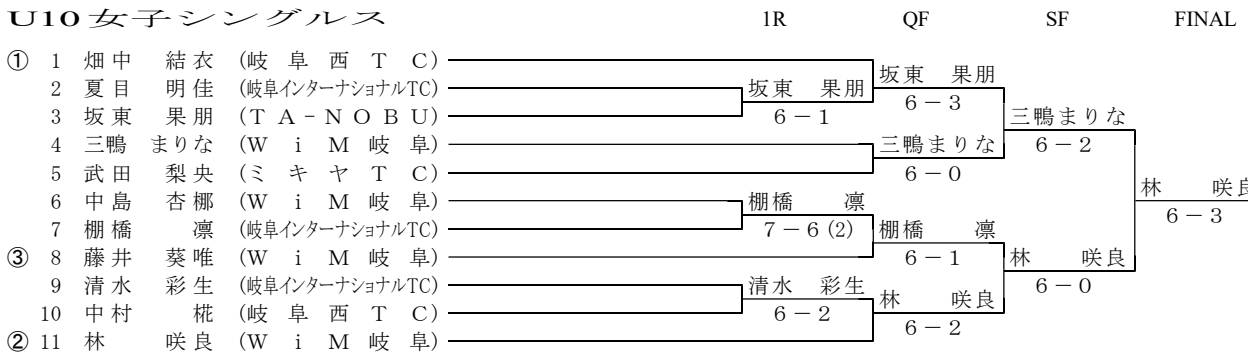 U10女子シングルス 1R QF SF FINAL
① 1 畑中 結衣 (岐阜西TC)
坂東 果朋
2 夏目 明佳 (岐阜インターナショナルTC) 坂東 果朋 6-3
3 坂東 果朋 (TA-NOBU) 6-1 三鴨まりな
4 三鴨 まりな (WiM岐阜) 三鴨まりな 6-2
5 武田 梨央 (ミキヤTC) 6-0
林 咲良
6 中島 杏梛 (WiM岐阜) 棚橋 凛 6-3
7 棚橋 凛 (岐阜インターナショナルTC) 7-6(2) 棚橋 凛
③ 8 藤井 葵唯 (WiM岐阜) 6-1 林 咲良
9 清水 彩生 (岐阜インターナショナルTC) 清水 彩生 6-0
10 中村 椛 (岐阜西TC) 6-2 林 咲良
② 11 林 咲良 (WiM岐阜) 6-2